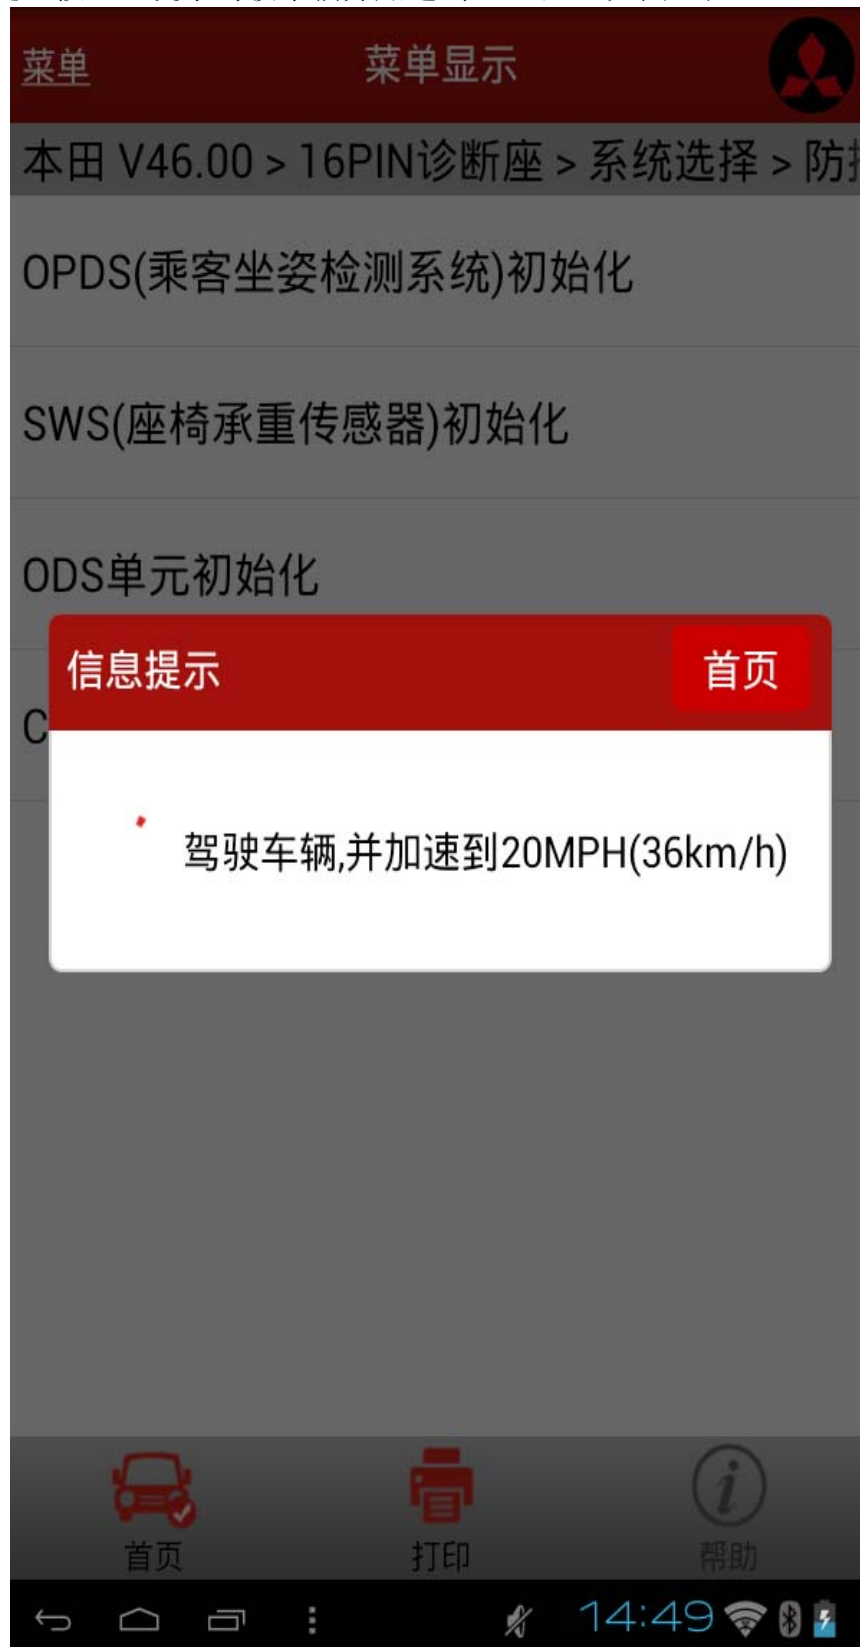 菜单
菜单显示
本田 V46.00 > 16PIN诊断座 > 系统选择 > 防
OPDS(乘客坐姿检测系统)初始化
SWS(座椅承重传感器)初始化
ODS单元初始化
信息提示
首页
C
驾驶车辆,并加速到20MPH(36km/h)
首页
打印
帮助
14:49